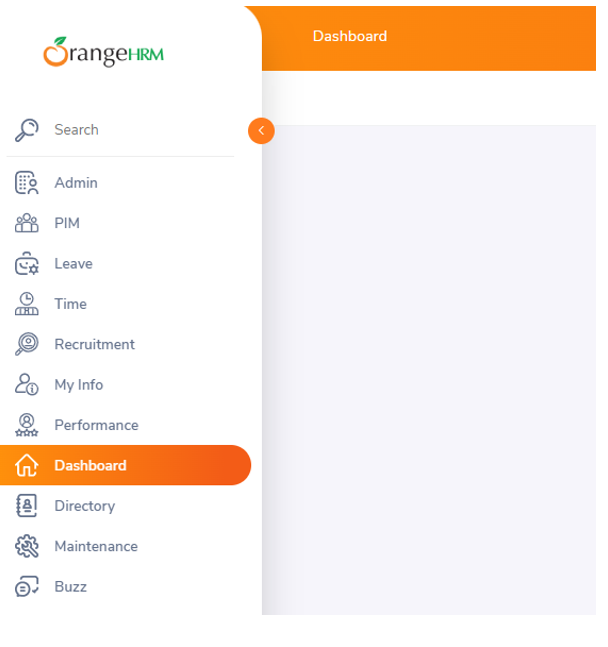 OrangeHRM
Dashboard
Search
Admin
PIM
Leave
Time
Recruitment
My Info
Performance
Dashboard
Directory
Maintenance
Buzz